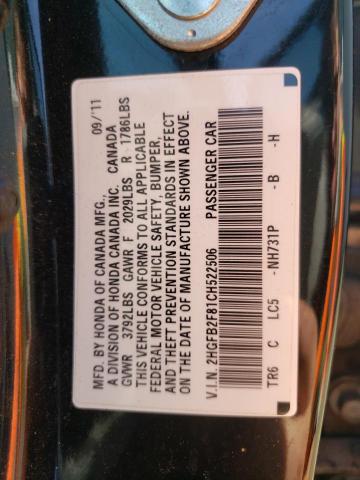 MFD. BY HONDA OF CANADA MFG., 09/'11
A DIVISION OF HONDA CANADA INC. CANADA
GVWR 3792LBS GAWR F 2029LBS R - 1786LBS
THIS VEHICLE CONFORMS TO ALL APPLICABLE
FEDERAL MOTOR VEHICLE SAFETY, BUMPER,
AND THEFT PREVENTION STANDARDS IN EFFECT
ON THE DATE OF MANUFACTURE SHOWN ABOVE.
V.I.N. 2HGFB2F81CH522506 PASSENGER CAR
TR6 C LC5 -NH731P -B -H